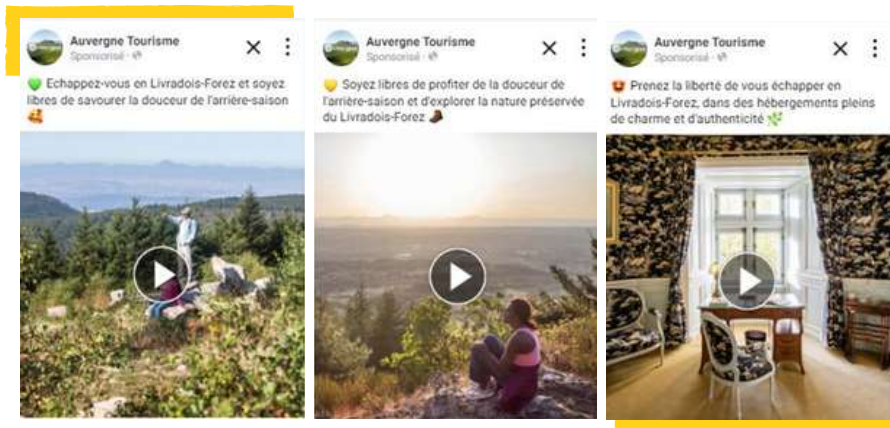 Auvergne Tourisme
Sponsorisé ·
💚 Echappez-vous en Livradois-Forez et soyez
libres de savourer la douceur de l'arrière-saison
🥰
Auvergne Tourisme
Sponsorisé ·
💛 Soyez libres de profiter de la douceur de
l'arrière-saison et d'explorer la nature préservée
du Livradois-Forez 🥾
Auvergne Tourisme
Sponsorisé ·
😍 Prenez la liberté de vous échapper en
Livradois-Forez, dans des hébergements pleins
de charme et d'authenticité 🌿